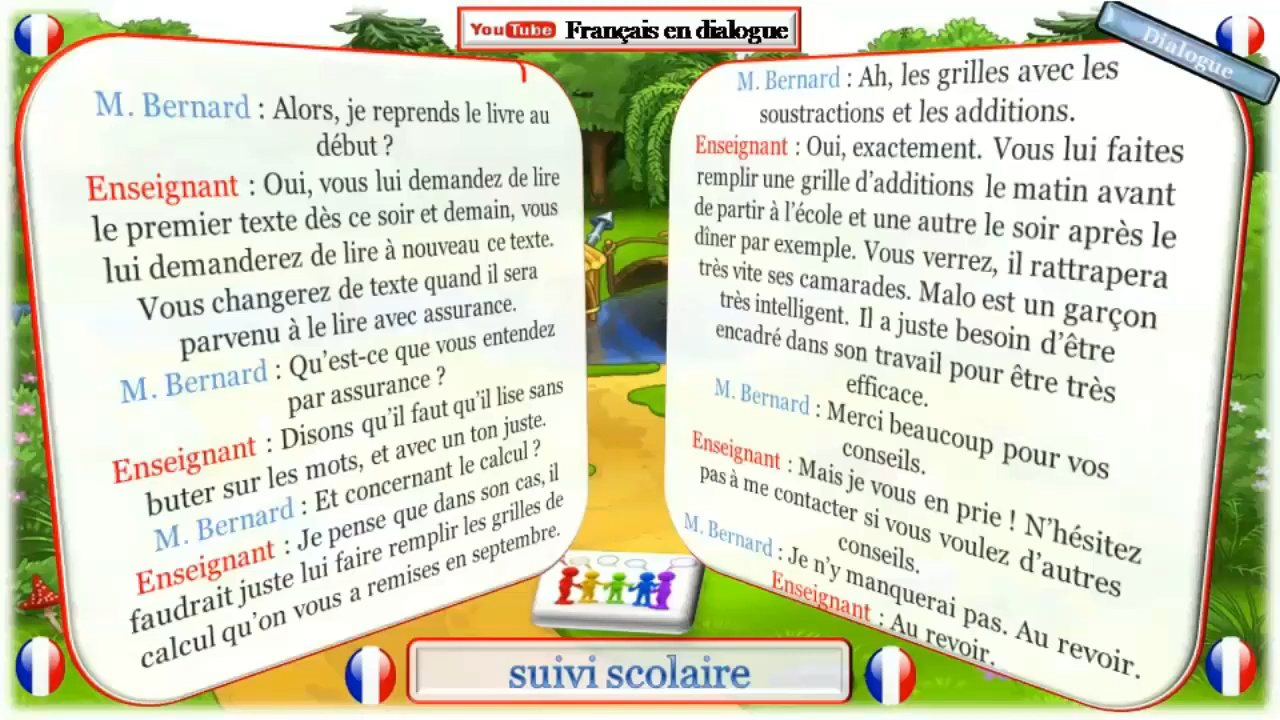 YouTube Français en dialogue
Dialogue
M. Bernard : Alors, je reprends le livre au
début ?
Enseignant : Oui, vous lui demandez de lire
le premier texte dès ce soir et demain, vous
lui demanderez de lire à nouveau ce texte.
Vous changerez de texte quand il sera
parvenu à le lire avec assurance.
M. Bernard : Qu'est-ce que vous entendez
par assurance ?
Enseignant : Disons qu'il faut qu'il lise sans
buter sur les mots, et avec un ton juste.
M. Bernard : Et concernant le calcul ?
Enseignant : Je pense que dans son cas, il
faudrait juste lui faire remplir les grilles de
calcul qu'on vous a remises en septembre.
M. Bernard : Ah, les grilles avec les
soustractions et les additions.
Enseignant : Oui, exactement. Vous lui faites
remplir une grille d'additions le matin avant
de partir à l'école et une autre le soir après le
dîner par exemple. Vous verrez, il rattrapera
très vite ses camarades. Malo est un garçon
très intelligent. Il a juste besoin d'être
encadré dans son travail pour être très
efficace.
M. Bernard : Merci beaucoup pour vos
conseils.
Enseignant : Mais je vous en prie ! N'hésitez
pas à me contacter si vous voulez d'autres
conseils.
M. Bernard : Je n'y manquerai pas. Au revoir.
Enseignant : Au revoir.
suivi scolaire